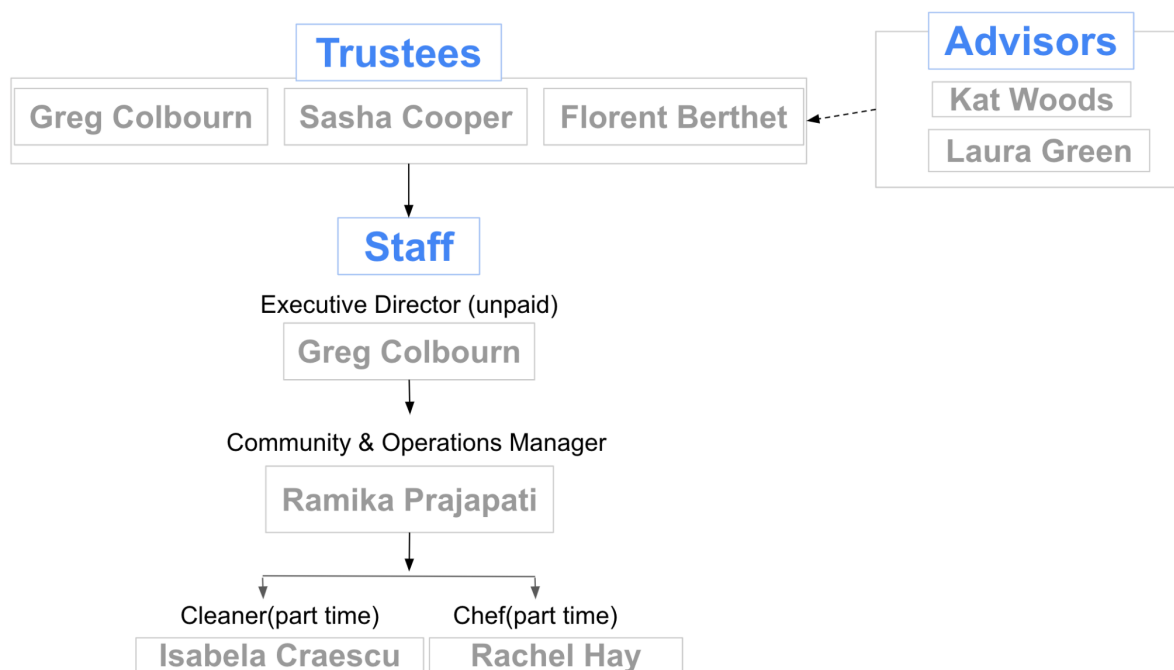 Trustees
Greg Colbourn
Sasha Cooper
Florent Berthet
Advisors
Kat Woods
Laura Green
Staff
Executive Director (unpaid)
Greg Colbourn
Community & Operations Manager
Ramika Prajapati
Cleaner(part time)
Chef(part time)
Isabela Craescu
Rachel Hay